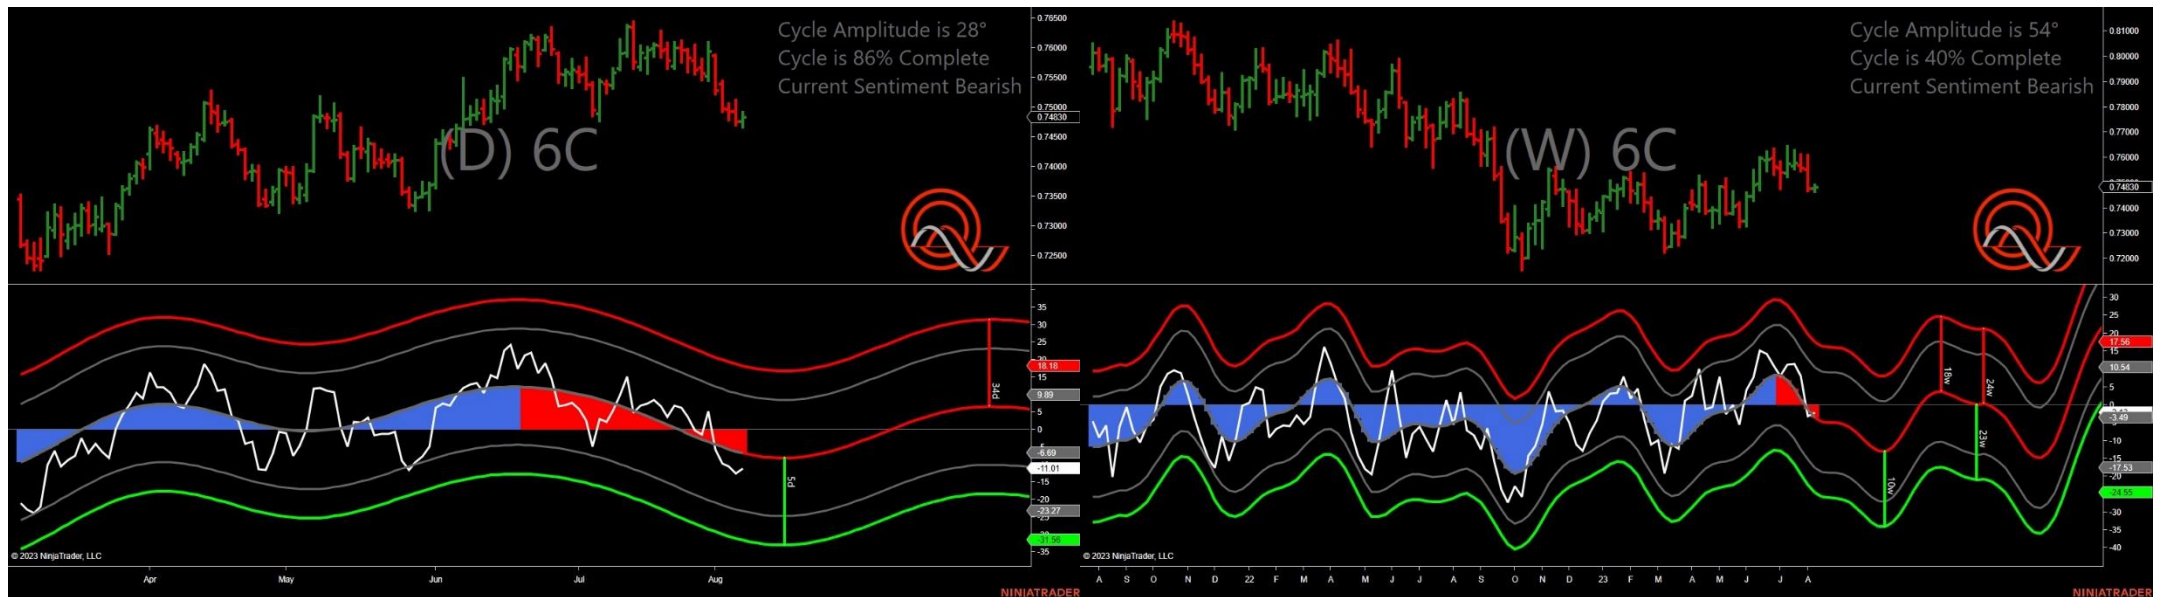 Cycle Amplitude is 28°
Cycle is 86% Complete
Current Sentiment Bearish
(D) 6C
0.76500
0.76000
0.75500
0.75000
0.74830
0.74500
0.74000
0.73500
0.73000
0.72500
35
30
25
20
18.18
15
9.89
5
0
-5
-6.69
-11.01
-15
-20
-23.27
-25
-31.56
-35
34d
5d
© 2023 NinjaTrader, LLC
Apr May Jun Jul Aug
NINJATRADER
Cycle Amplitude is 54°
Cycle is 40% Complete
Current Sentiment Bearish
(W) 6C
0.81000
0.80000
0.79000
0.78000
0.77000
0.76000
0.74830
0.74000
0.73000
0.72000
30
25
20
17.56
15
10.54
5
0
-3.49
-10
-15
-17.53
-20
-24.55
-30
-35
-40
18w
24w
23w
10w
© 2023 NinjaTrader, LLC
A S O N D 22 F M A M J J A S O N D 23 F M A M J J A
NINJATRADER